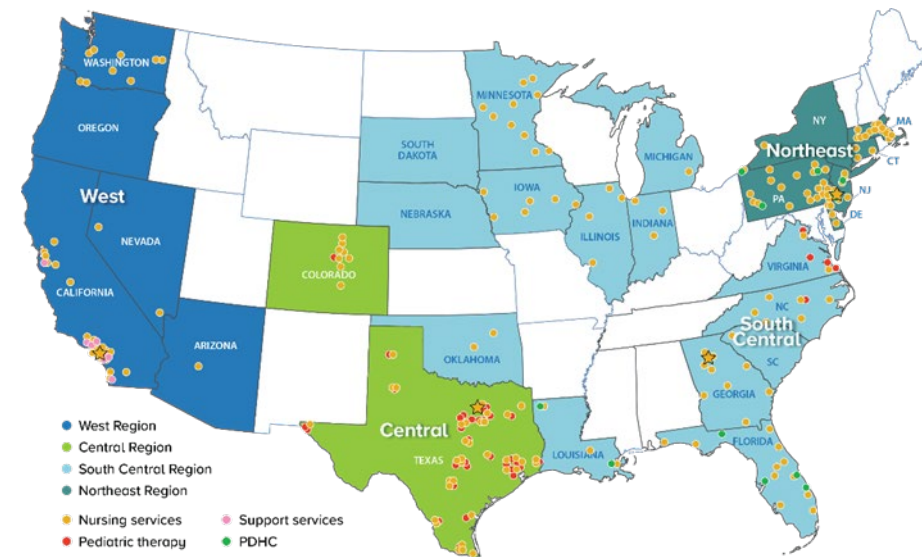 WASHINGTON
OREGON
West
NEVADA
CALIFORNIA
ARIZONA
COLORADO
SOUTH
DAKOTA
NEBRASKA
MINNESOTA
IOWA
ILLINOIS
INDIANA
MICHIGAN
OKLAHOMA
Central
TEXAS
LOUISIANA
NY
MA
Northeast
CT
PA
NJ
DE
VIRGINIA
NC
South
Central
SC
GEORGIA
FLORIDA
West Region
Central Region
South Central Region
Northeast Region
Nursing services
Support services
Pediatric therapy
PDHC